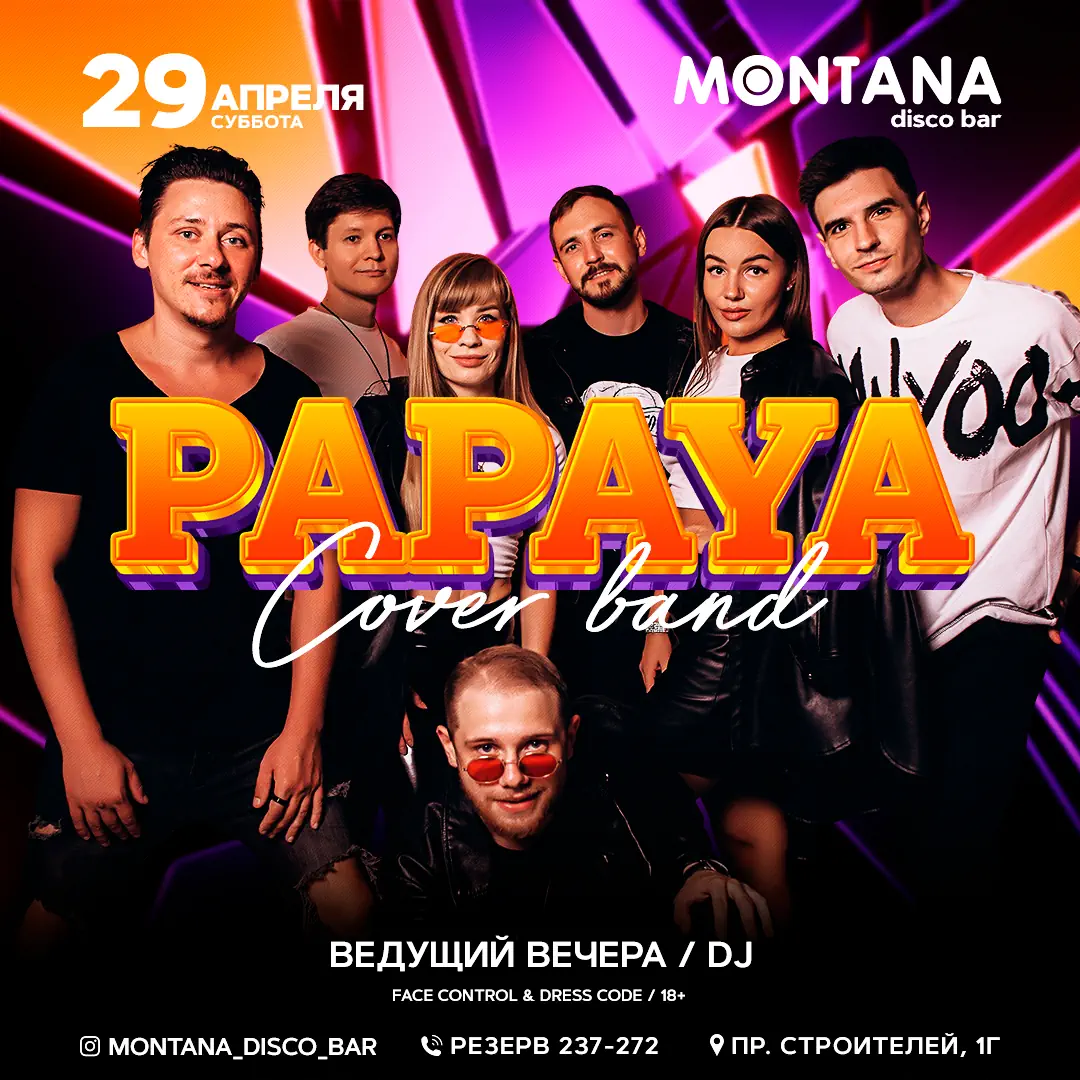 29 АПРЕЛЯ
СУББОТА
MONTANA
disco bar
PAPAYA
Cover band
ВЕДУЩИЙ ВЕЧЕРА / DJ
FACE CONTROL & DRESS CODE / 18+
MONTANA_DISCO_BAR
РЕЗЕРВ 237-272
ПР. СТРОИТЕЛЕЙ, 1Г